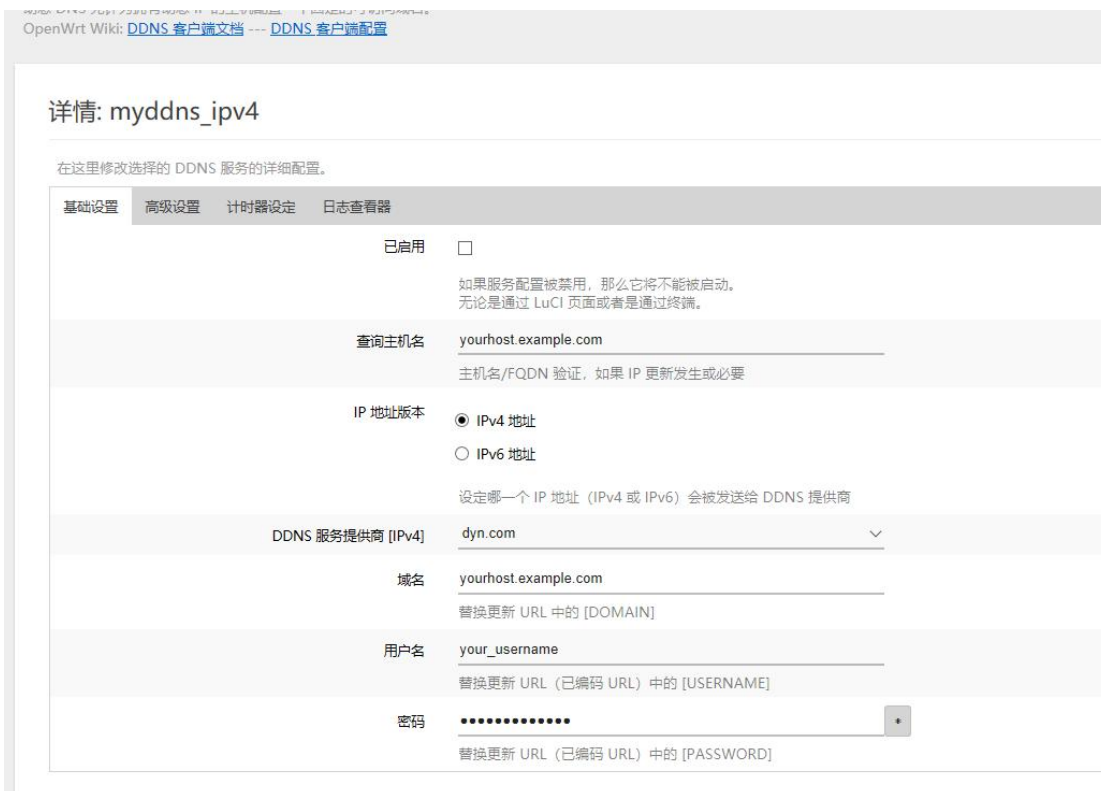 OpenWrt Wiki: DDNS 客户端文档 --- DDNS 客户端配置
详情: myddns_ipv4
在这里修改选择的 DDNS 服务的详细配置。
基础设置 高级设置 计时器设定 日志查看器
已启用
如果服务配置被禁用，那么它将不能被启动。
无论是通过 LuCI 页面或者是通过终端。
查询主机名 yourhost.example.com
主机名/FQDN 验证，如果 IP 更新发生或必要
IP 地址版本
IPv4 地址
IPv6 地址
设定哪一个 IP 地址（IPv4 或 IPv6）会被发送给 DDNS 提供商
DDNS 服务提供商 [IPv4] dyn.com
域名 yourhost.example.com
替换更新 URL 中的 [DOMAIN]
用户名 your_username
替换更新 URL（已编码 URL）中的 [USERNAME]
密码 ••••••••••••• *
替换更新 URL（已编码 URL）中的 [PASSWORD]